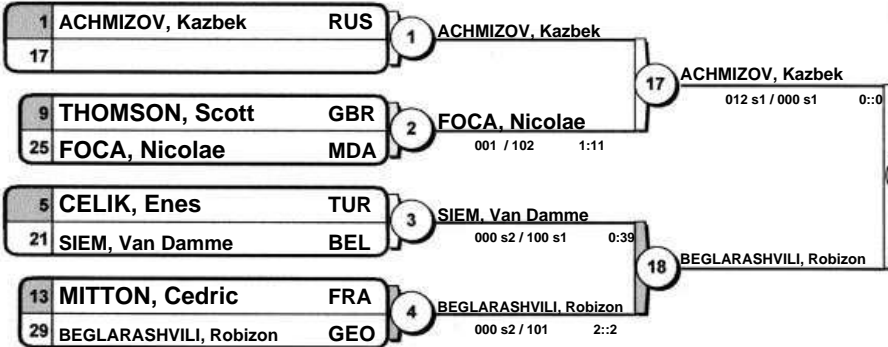 1 ACHMIZOV, Kazbek RUS
17
1
ACHMIZOV, Kazbek
9 THOMSON, Scott GBR
25 FOCA, Nicolae MDA
2
FOCA, Nicolae
001 / 102 1:11
17
ACHMIZOV, Kazbek
012 s1 / 000 s1 0::0
5 CELIK, Enes TUR
21 SIEM, Van Damme BEL
3
SIEM, Van Damme
000 s2 / 100 s1 0:39
13 MITTON, Cedric FRA
29 BEGLARASHVILI, Robizon GEO
4
BEGLARASHVILI, Robizon
000 s2 / 101 2::2
18
BEGLARASHVILI, Robizon